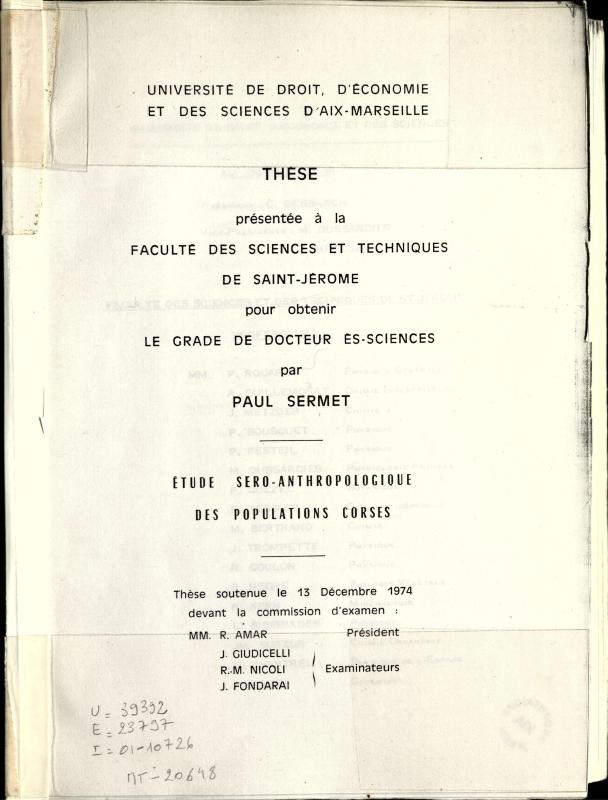 UNIVERSITÉ DE DROIT, D'ÉCONOMIE
ET DES SCIENCES D'AIX-MARSEILLE
THÈSE
présentée à la
FACULTÉ DES SCIENCES ET TECHNIQUES
DE SAINT-JÉROME
pour obtenir
LE GRADE DE DOCTEUR ÈS-SCIENCES
par
PAUL SERMET
ÉTUDE SERO-ANTHROPOLOGIQUE
DES POPULATIONS CORSES
Thèse soutenue le 13 Décembre 1974
devant la commission d'examen :
MM. R. AMAR Président
J. GIUDICELLI
R.-M. NICOLI Examinateurs
J. FONDARAI
U = 39392
E = 23797
I = 01-10726
MT - 20648